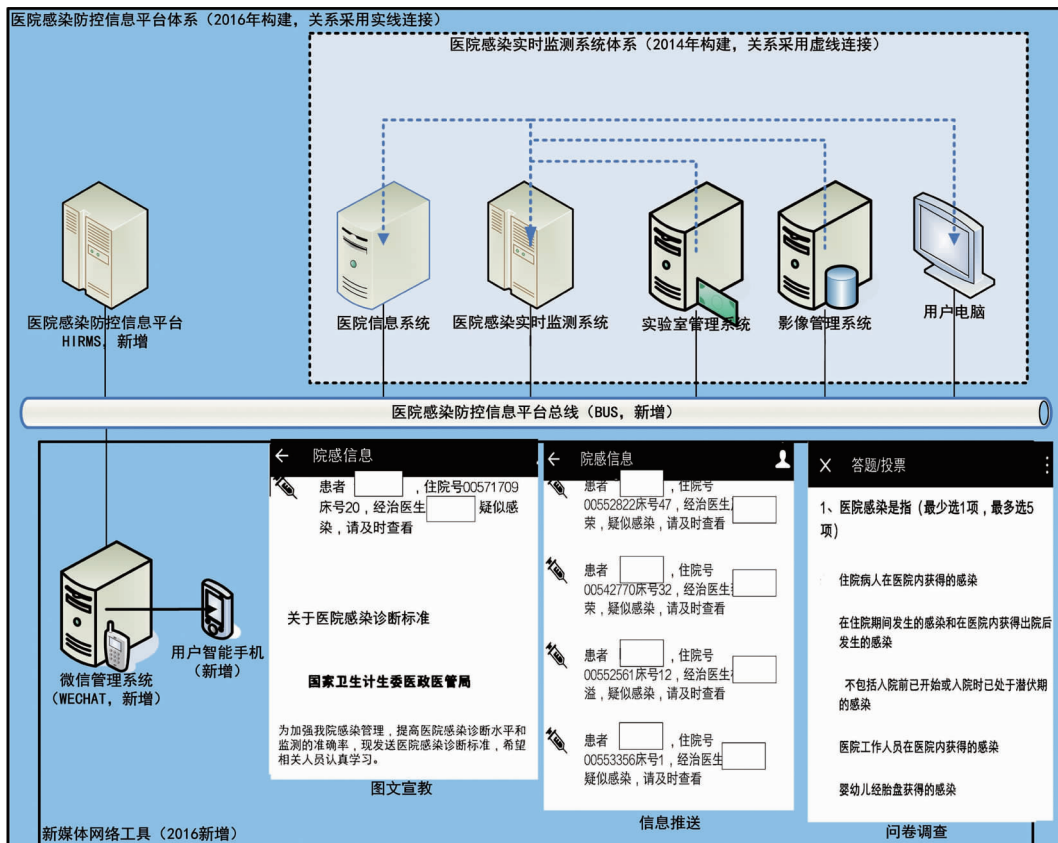 医院感染防控信息平台体系（2016年构建，关系采用实线连接）
医院感染实时监测系统体系（2014年构建，关系采用虚线连接）
医院感染防控信息平台
HIRMS，新增
医院信息系统
医院感染实时监测系统
实验室管理系统
影像管理系统
用户电脑
医院感染防控信息平台总线（BUS，新增）
微信管理系统
（WECHAT，新增）
用户智能手机
（新增）
院感信息
患者 ，住院号00571709
床号20，经治医生 疑似感
染，请及时查看
关于医院感染诊断标准
国家卫生计生委医政医管局
为加强我院感染管理，提高医院感染诊断水平和
监测的准确率，现发送医院感染诊断标准，希望
相关人员认真学习。
图文宣教
院感信息
患者 ，住院号
00552822床号47，经治医生
荣，疑似感染，请及时查看
患者 ，住院号
00542770床号32，经治医生
荣，疑似感染，请及时查看
患者 ，住院号
00552561床号12，经治医生
溢，疑似感染，请及时查看
患者 ，住院号
00553356床号1，经治医生
疑似感染，请及时查看
信息推送
X 答题/投票
1、医院感染是指（最少选1项，最多选5
项）
住院病人在医院内获得的感染
在住院期间发生的感染和在医院内获得出院后
发生的感染
不包括入院前已开始或入院时已处于潜伏期
的感染
医院工作人员在医院内获得的感染
婴幼儿经胎盘获得的感染
问卷调查
新媒体网络工具（2016新增）